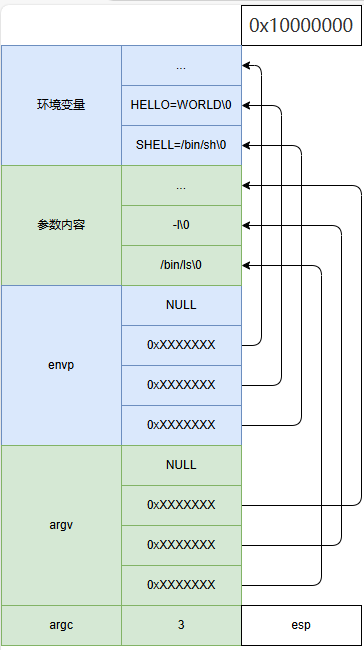 0x10000000
环境变量
...
HELLO=WORLD\0
SHELL=/bin/sh\0
参数内容
...
-l\0
/bin/ls\0
envp
NULL
0xXXXXXXX
0xXXXXXXX
0xXXXXXXX
argv
NULL
0xXXXXXXX
0xXXXXXXX
0xXXXXXXX
argc
3
esp